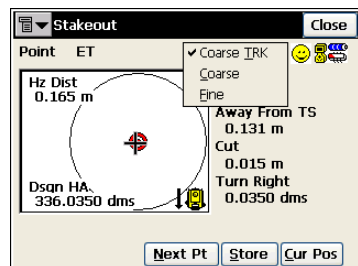 Stakeout
Close
Point ET
Coarse TRK
Coarse
Fine
Hz Dist
0.165 m
Away From TS
0.131 m
Cut
0.015 m
Turn Right
0.0350 dms
Dsgn HA
336.0350 dms
Next Pt
Store
Cur Pos